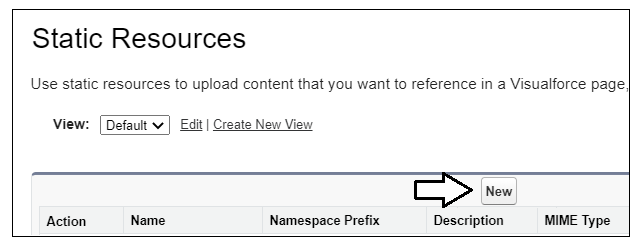 Static Resources
Use static resources to upload content that you want to reference in a Visualforce page,
View: Default Edit | Create New View
New
Action Name Namespace Prefix Description MIME Type